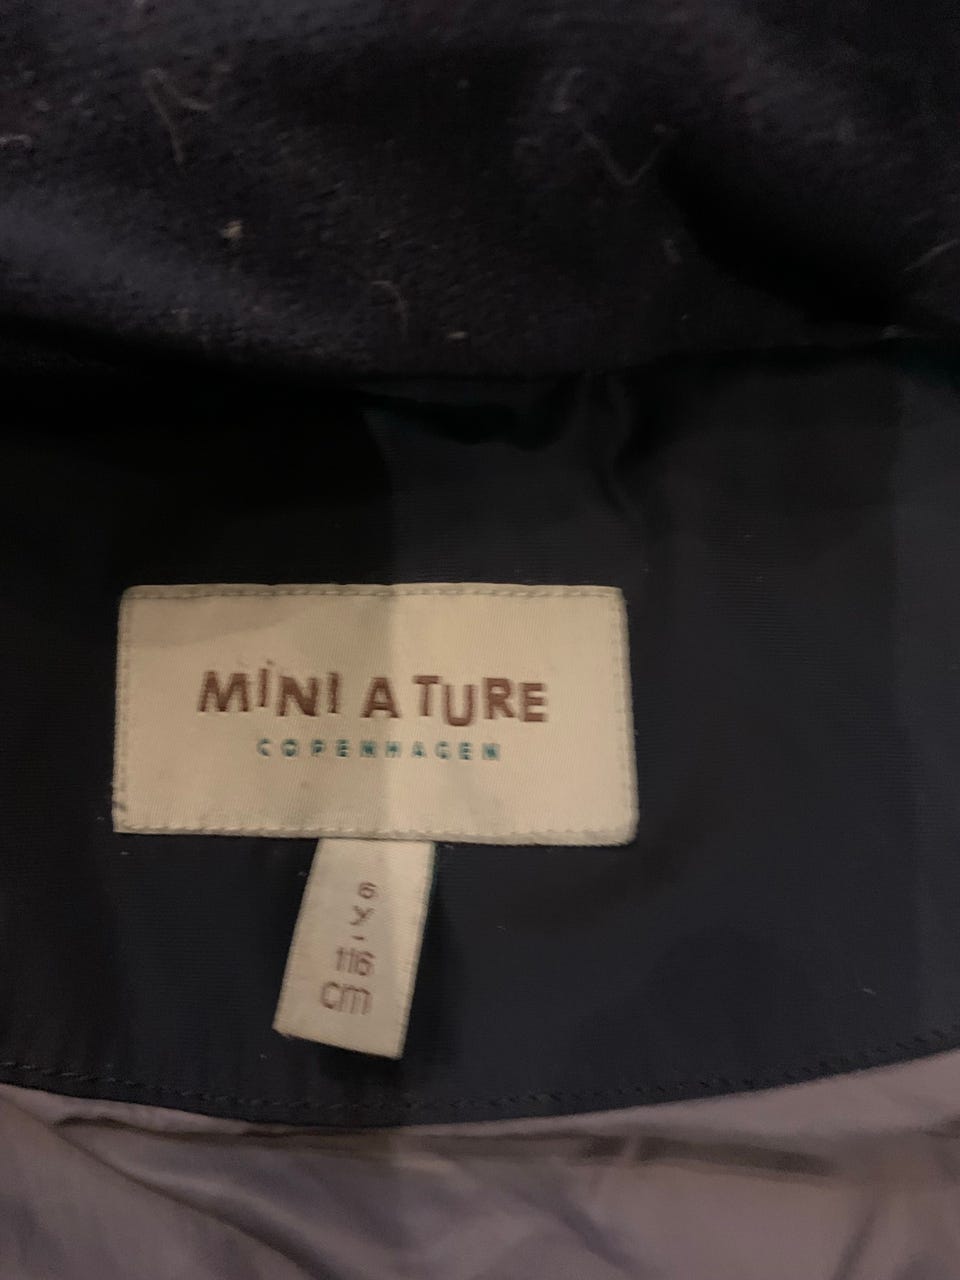 MINI A TURE
COPENHAGEN
6
Y
-
116
cm